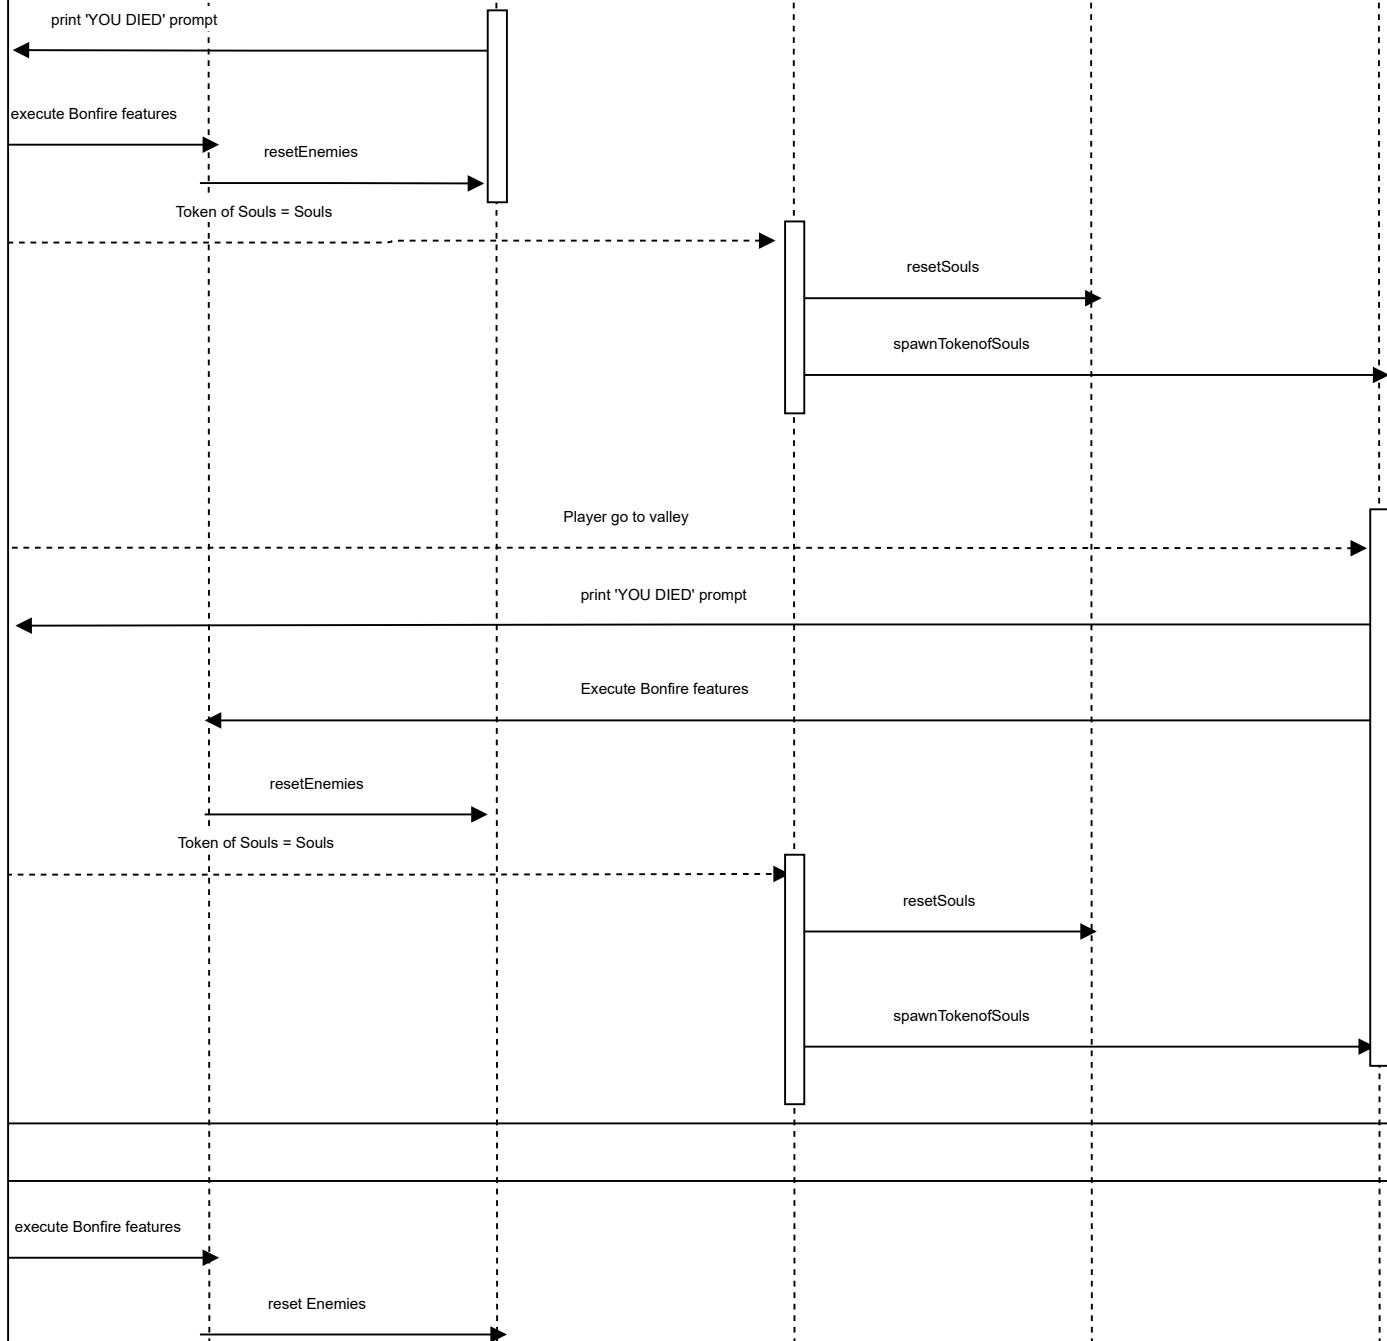 print 'YOU DIED' prompt
execute Bonfire features
resetEnemies
Token of Souls = Souls
resetSouls
spawnTokenofSouls
Player go to valley
print 'YOU DIED' prompt
Execute Bonfire features
resetEnemies
Token of Souls = Souls
resetSouls
spawnTokenofSouls
execute Bonfire features
reset Enemies